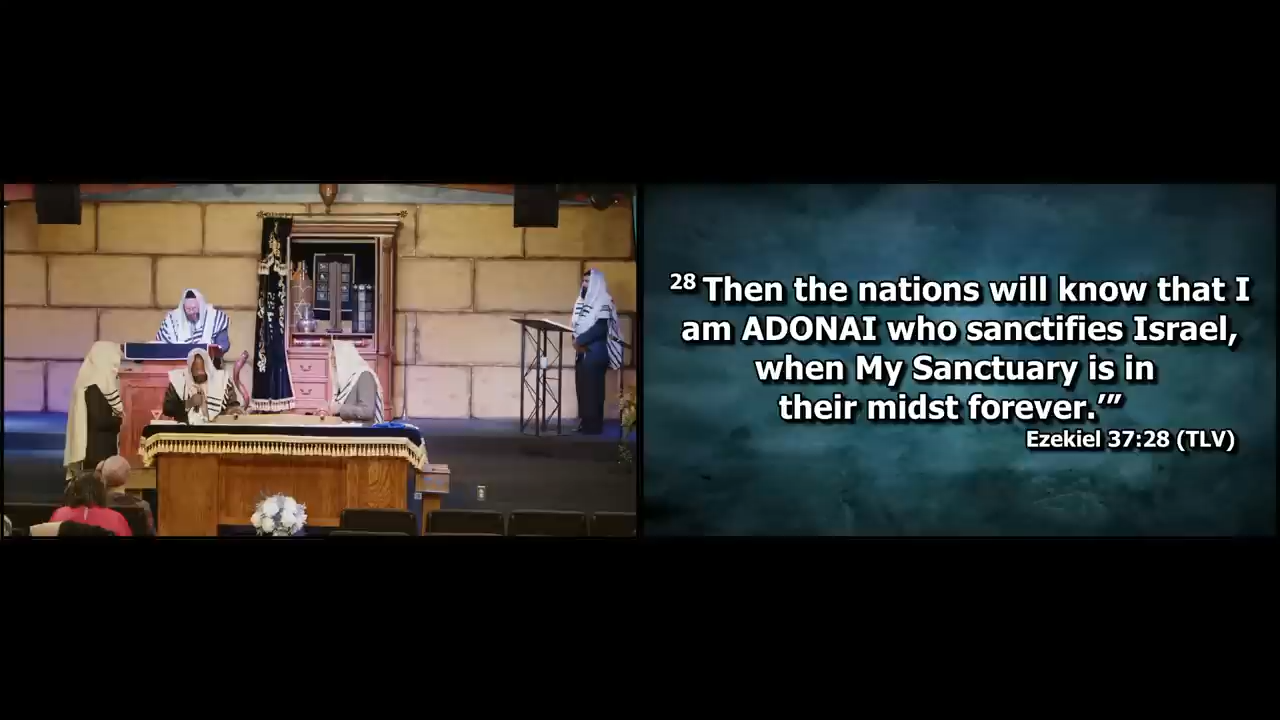 28 Then the nations will know that I
am ADONAI who sanctifies Israel,
when My Sanctuary is in
their midst forever.’”
Ezekiel 37:28 (TLV)